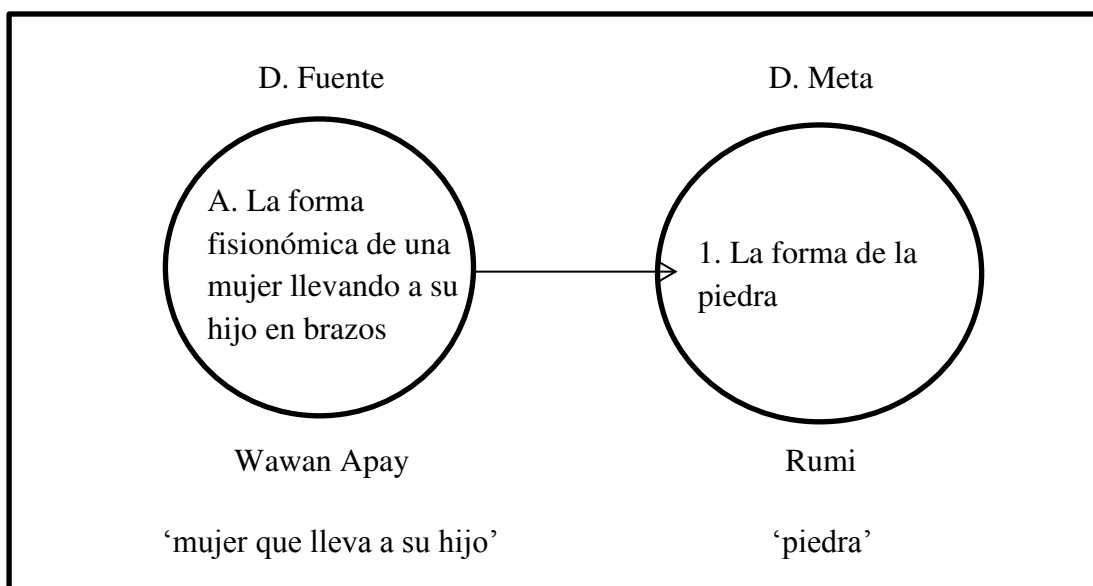 D. Fuente
D. Meta
A. La forma
fisionómica de una
mujer llevando a su
hijo en brazos
1. La forma de la
piedra
Wawan Apay
Rumi
‘mujer que lleva a su hijo’
‘piedra’